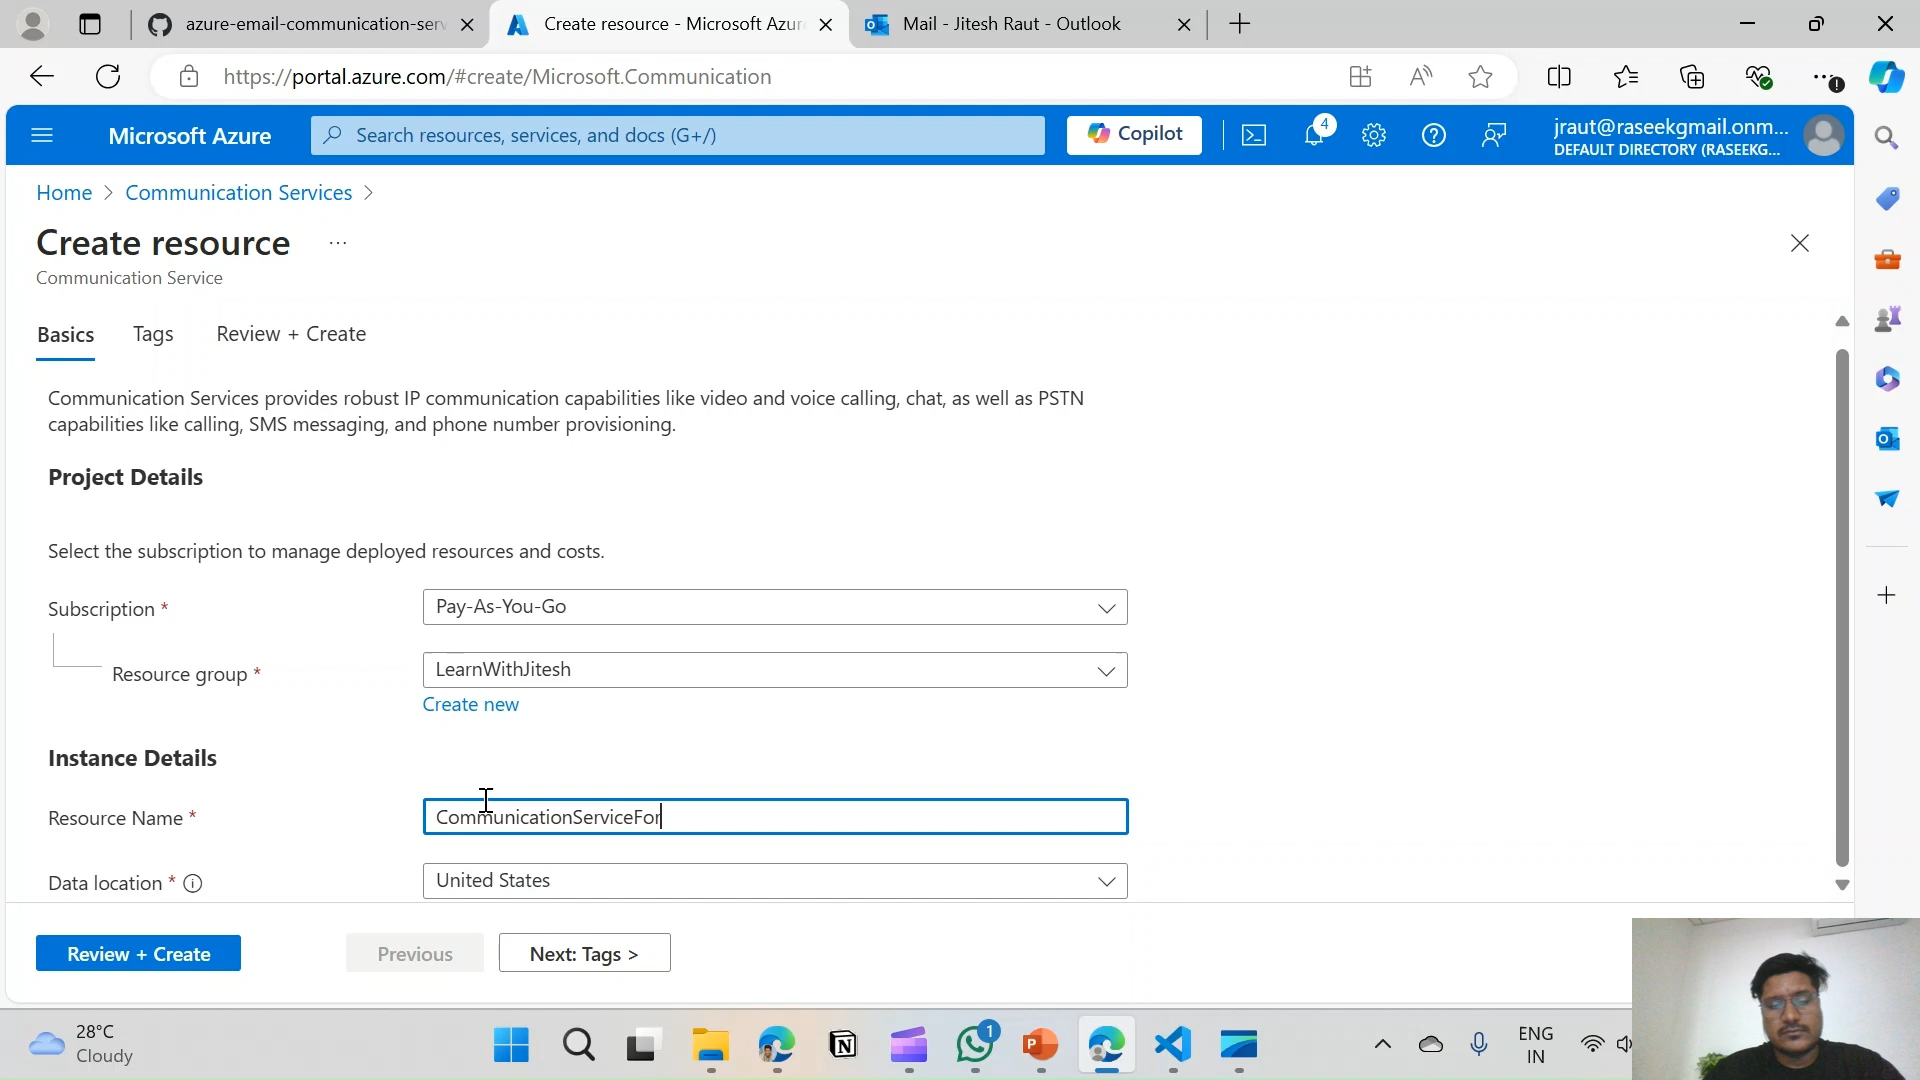 azure-email-communication-serv
Create resource - Microsoft Azur
Mail - Jitesh Raut - Outlook
https://portal.azure.com/#create/Microsoft.Communication
Microsoft Azure
Search resources, services, and docs (G+/)
Copilot
4
jraut@raseekgmail.onm...
DEFAULT DIRECTORY (RASEEKG...
Home > Communication Services >
Create resource ...
Communication Service
Basics
Tags
Review + Create
Communication Services provides robust IP communication capabilities like video and voice calling, chat, as well as PSTN
capabilities like calling, SMS messaging, and phone number provisioning.
Project Details
Select the subscription to manage deployed resources and costs.
Subscription *
Pay-As-You-Go
Resource group *
LearnWithJitesh
Create new
Instance Details
Resource Name *
CommunicationServiceFor
Data location *
United States
Review + Create
Previous
Next: Tags >
28°C
Cloudy
1
ENG
IN